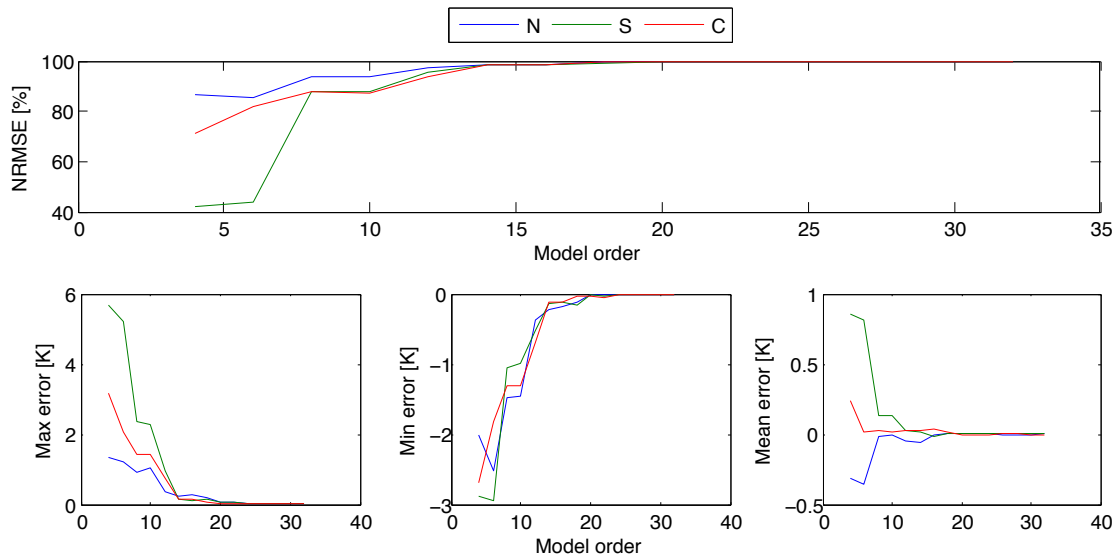 N S C
100
80
60
40
NRMSE [%]
0 5 10 15 20 25 30 35
Model order
6
4
2
0
Max error [K]
0 10 20 30 40
0
−1
−2
−3
Min error [K]
0 10 20 30 40
Model order
1
0.5
0
−0.5
Mean error [K]
0 10 20 30 40